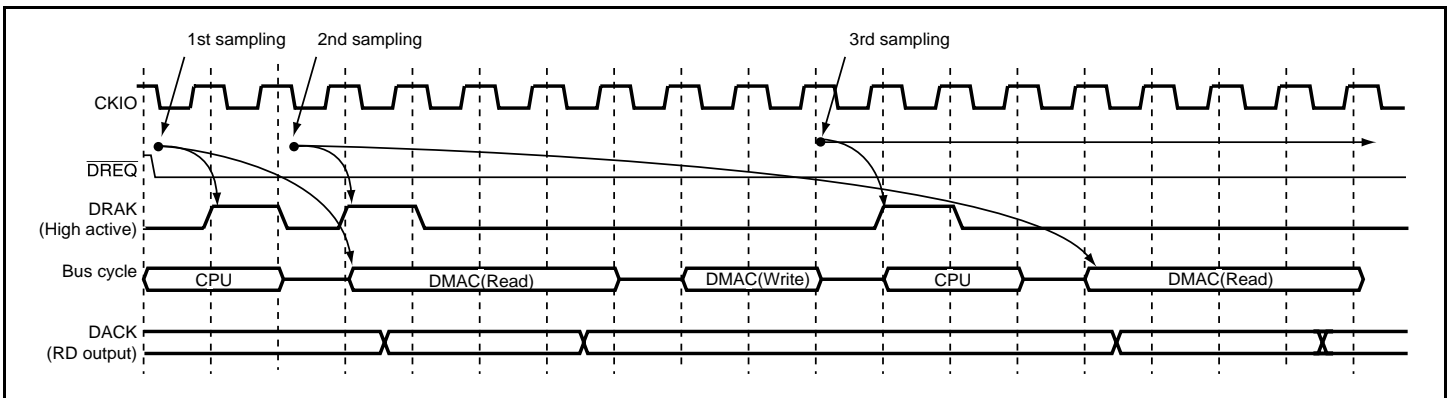 1st sampling 2nd sampling 3rd sampling
CKIO
DREQ
DRAK
(High active)
Bus cycle CPU DMAC(Read) DMAC(Write) CPU DMAC(Read)
DACK
(RD output)